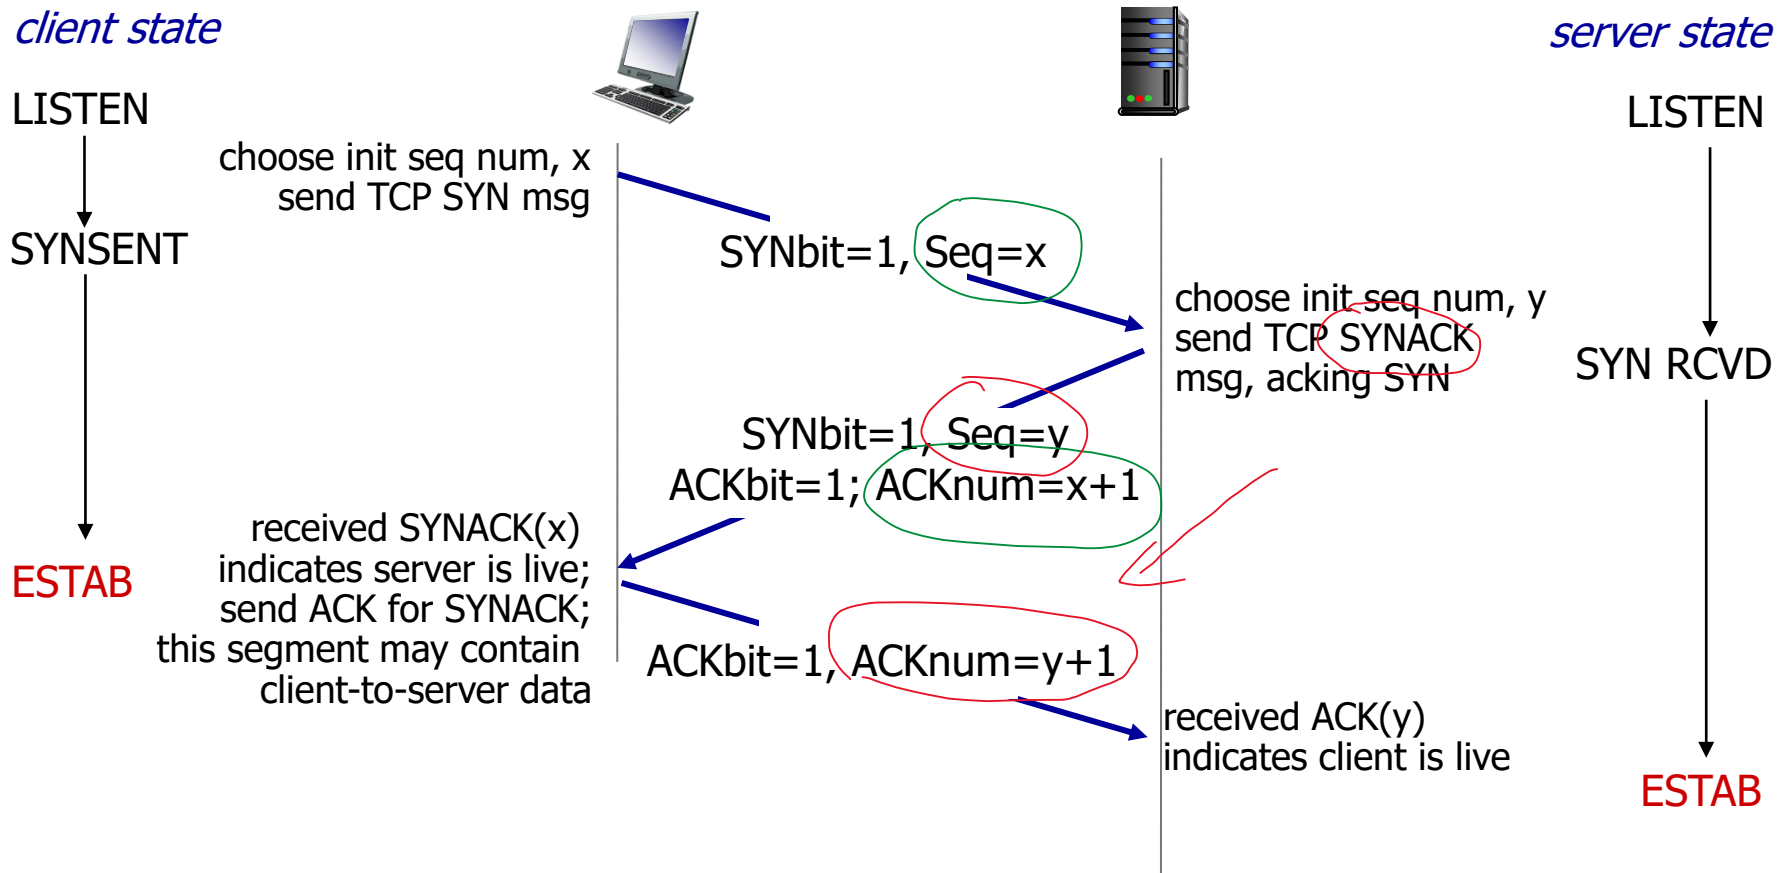 client state
server state
LISTEN
LISTEN
choose init seq num, x
send TCP SYN msg
SYNSENT
SYNbit=1, Seq=x
choose init seq num, y
send TCP SYNACK
msg, acking SYN
SYN RCVD
SYNbit=1, Seq=y
ACKbit=1; ACKnum=x+1
received SYNACK(x)
indicates server is live;
send ACK for SYNACK;
this segment may contain
client-to-server data
ESTAB
ACKbit=1, ACKnum=y+1
received ACK(y)
indicates client is live
ESTAB